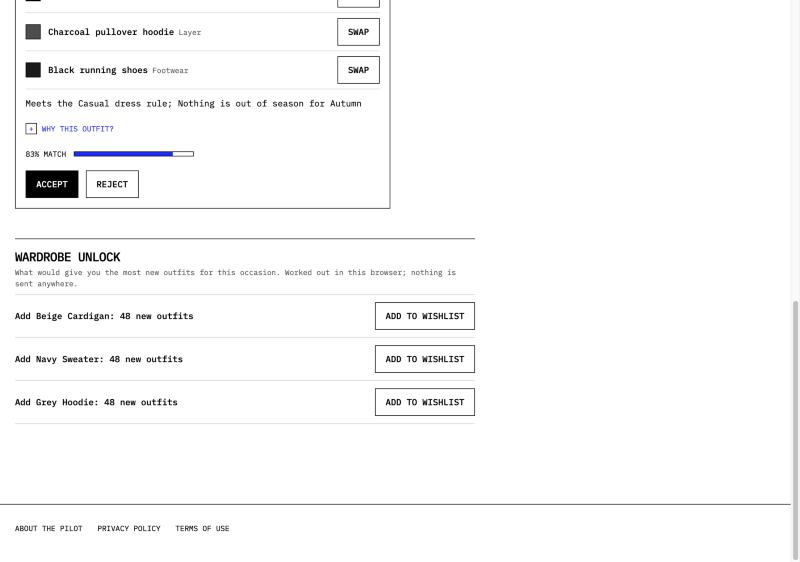 Charcoal pullover hoodie Layer SWAP
Black running shoes Footwear SWAP
Meets the Casual dress rule; Nothing is out of season for Autumn
+ WHY THIS OUTFIT?
83% MATCH
ACCEPT REJECT
WARDROBE UNLOCK
What would give you the most new outfits for this occasion. Worked out in this browser; nothing is
sent anywhere.
Add Beige Cardigan: 48 new outfits ADD TO WISHLIST
Add Navy Sweater: 48 new outfits ADD TO WISHLIST
Add Grey Hoodie: 48 new outfits ADD TO WISHLIST
ABOUT THE PILOT PRIVACY POLICY TERMS OF USE